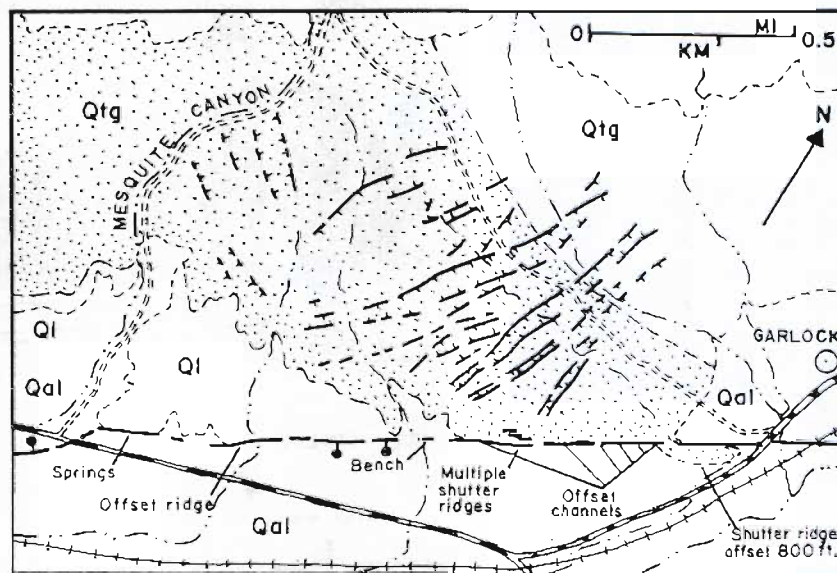 0 MI 0.5
KM
Qtg
MESQUITE CANYON
Qtg
N
Ql
Qal
Ql
GARLOCK
Qal
Springs
Offset ridge
Bench
Multiple
shutter
ridges
Offset
channels
Shutter ridge
offset 800 ft.
Qal